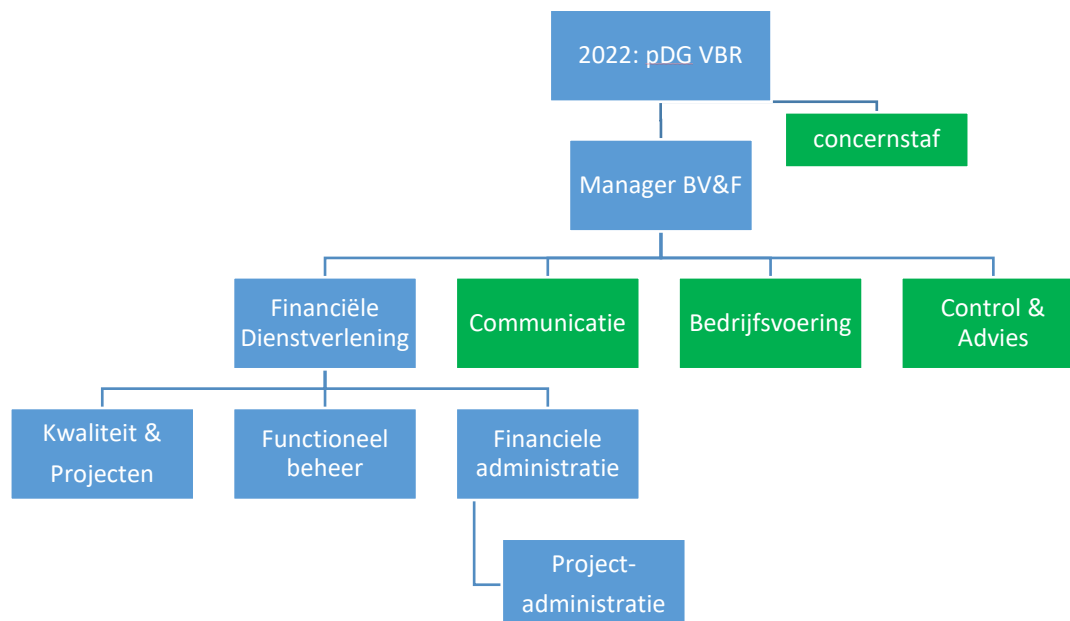 2022: pDG VBR
concernstaf
Manager BV&F
Financiële
Dienstverlening
Communicatie
Bedrijfsvoering
Control &
Advies
Kwaliteit &
Projecten
Functioneel
beheer
Financiele
administratie
Project-
administratie